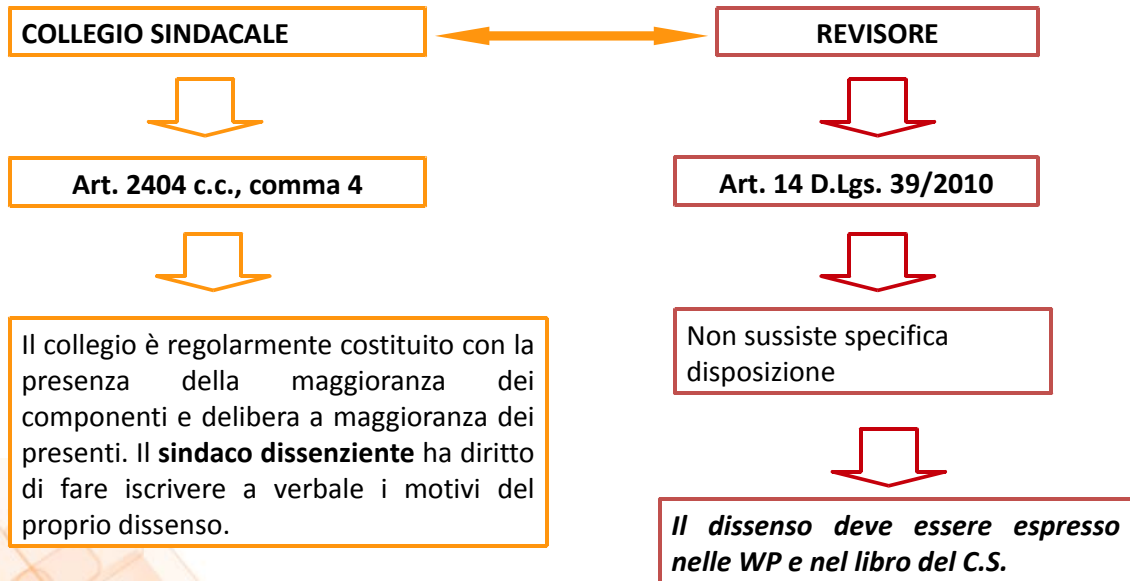 COLLEGIO SINDACALE
REVISORE
Art. 2404 c.c., comma 4
Art. 14 D.Lgs. 39/2010
Il collegio è regolarmente costituito con la
presenza della maggioranza dei
componenti e delibera a maggioranza dei
presenti. Il sindaco dissenziente ha diritto
di fare iscrivere a verbale i motivi del
proprio dissenso.
Non sussiste specifica
disposizione
Il dissenso deve essere espresso
nelle WP e nel libro del C.S.